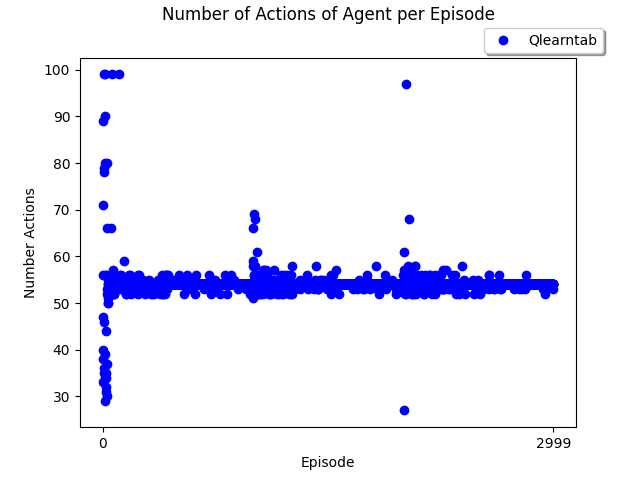 Number of Actions of Agent per Episode
Qlearntab
100
90
80
70
60
50
40
30
Number Actions
0
2999
Episode